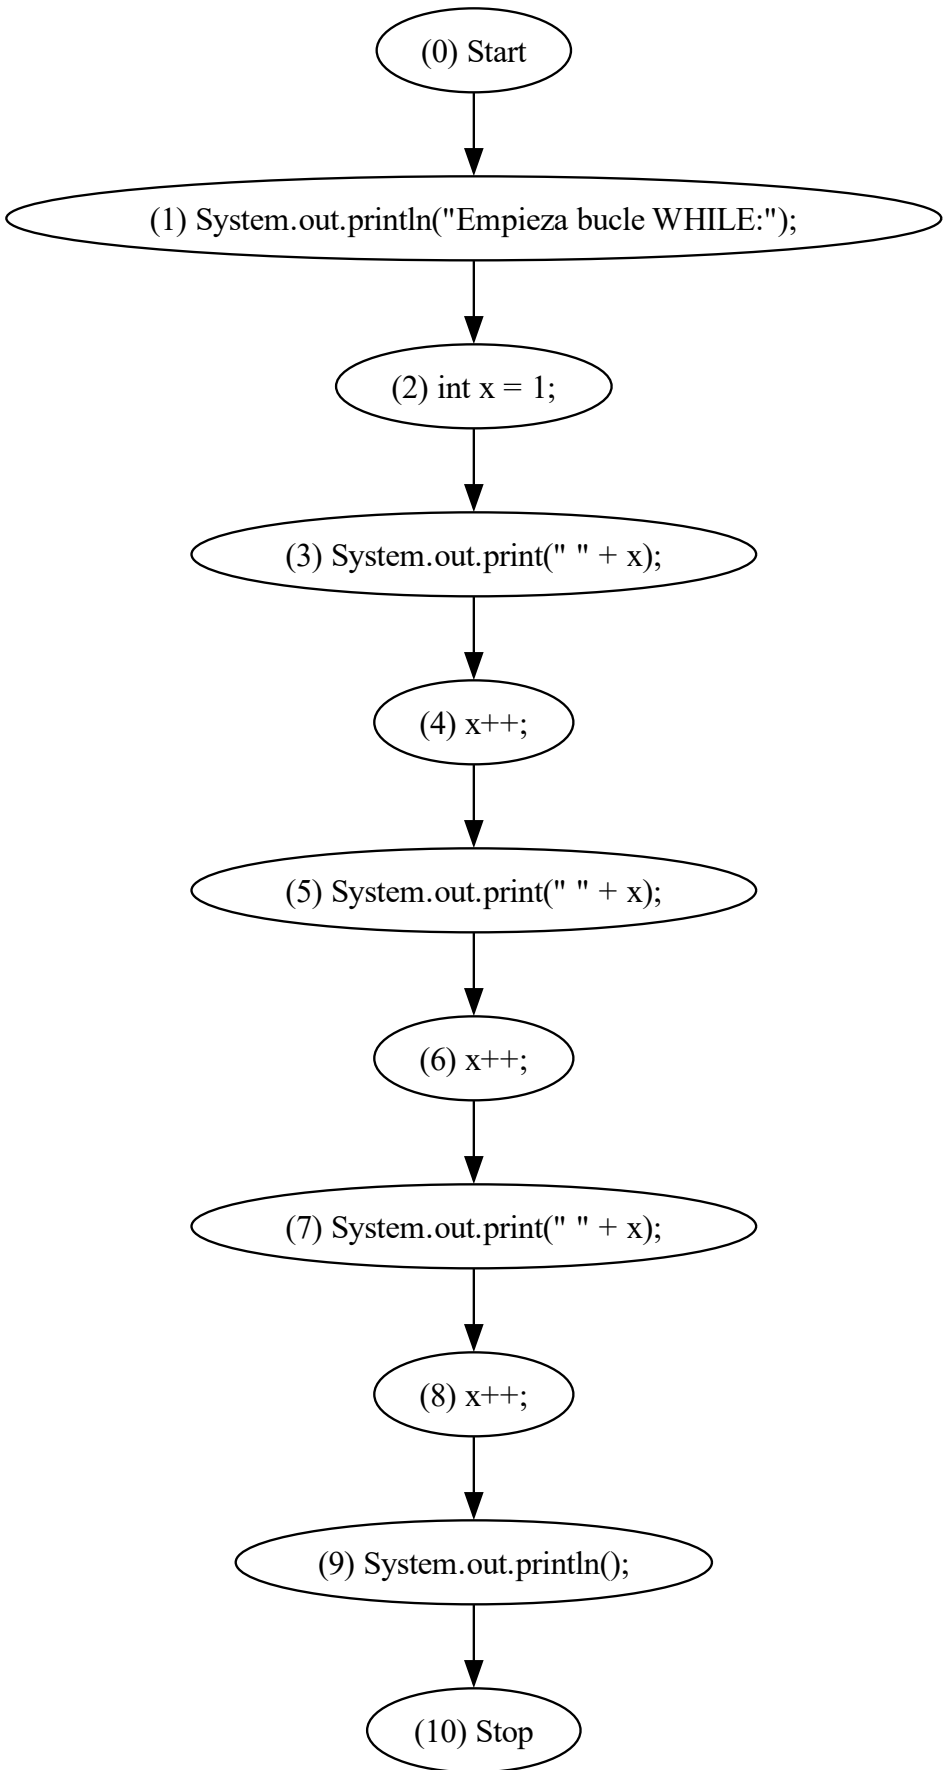 (0) Start
(1) System.out.println("Empieza bucle WHILE:");
(2) int x = 1;
(3) System.out.print(" " + x);
(4) x++;
(5) System.out.print(" " + x);
(6) x++;
(7) System.out.print(" " + x);
(8) x++;
(9) System.out.println();
(10) Stop